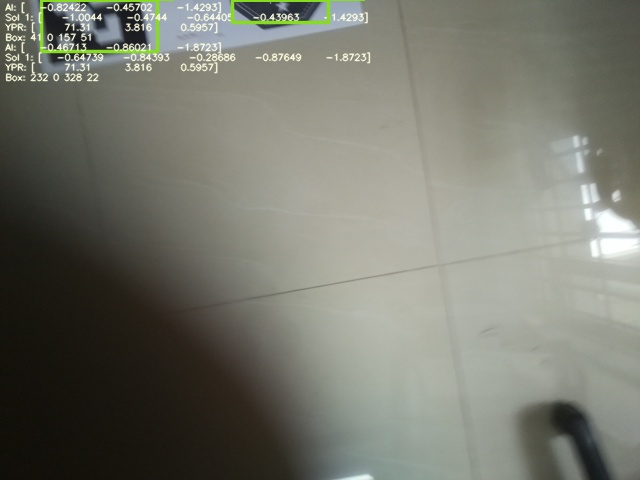 AI: [ -0.82422 -0.45702 -1.4293]
Sol 1: [ -1.0044 -0.4744 -0.64405 -0.43963 -1.4293]
YPR: [ 71.31 3.816 0.5957]
Box: 41 0 157 51
AI: [ -0.46713 -0.86021 -1.8723]
Sol 1: [ -0.64739 -0.84393 -0.28686 -0.87649 -1.8723]
YPR: [ 71.31 3.816 0.5957]
Box: 232 0 328 22